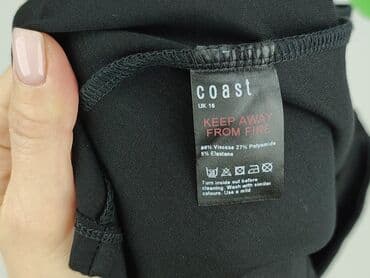 coast
UK 16
KEEP AWAY
FROM FIRE
68% Viscose 27% Polyamide
5% Elastane
Turn inside out before
cleaning. Wash with similar
colours. Use a mild